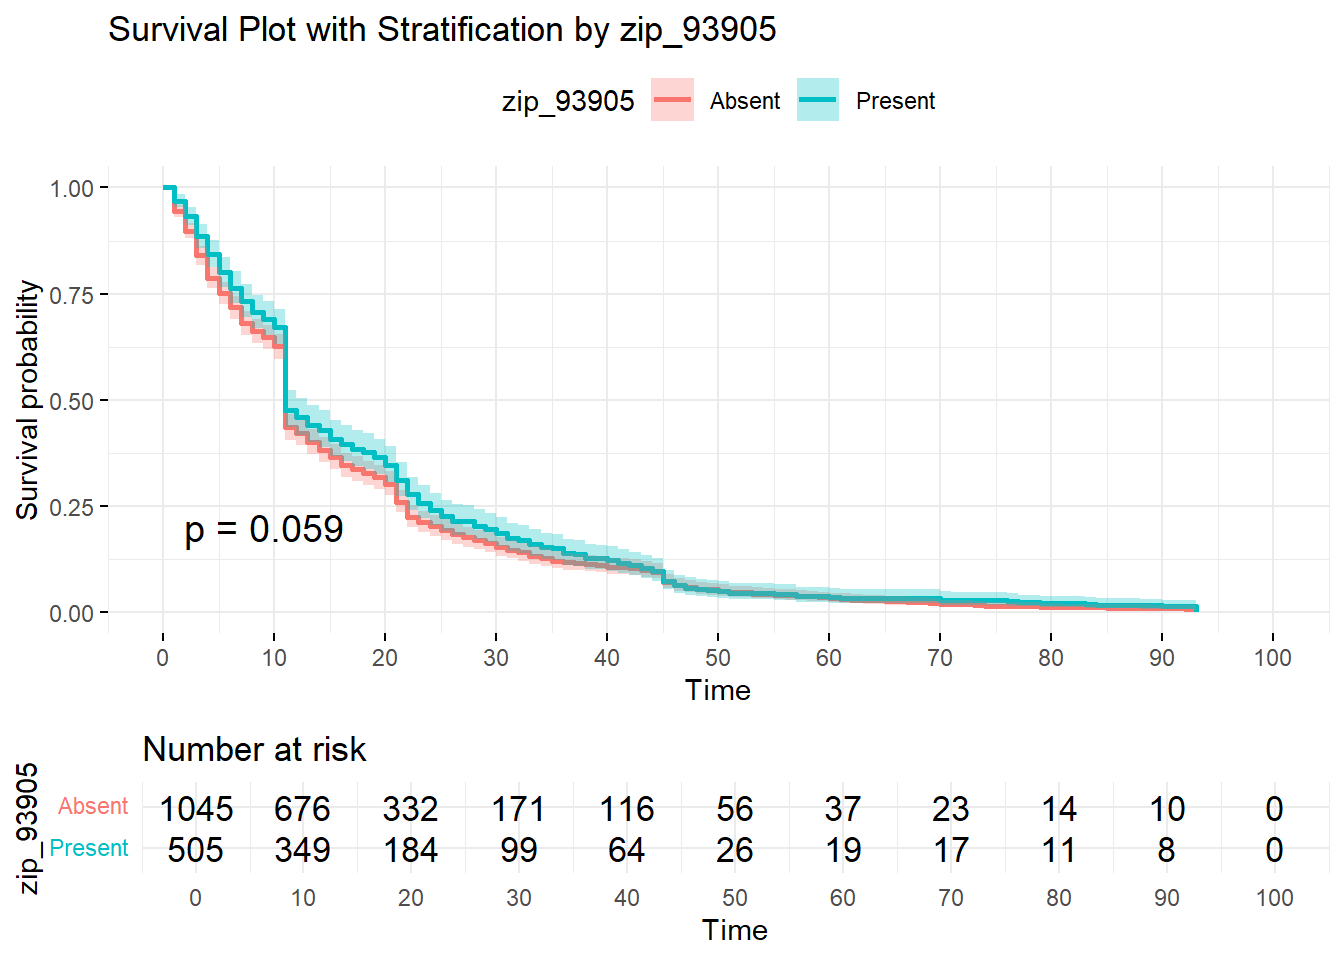 Survival Plot with Stratification by zip_93905
zip_93905 Absent Present
1.00
0.75
0.50
0.25
0.00
Survival probability
p = 0.059
0 10 20 30 40 50 60 70 80 90 100
Time
Number at risk
zip_93905
Absent 1045 676 332 171 116 56 37 23 14 10 0
Present 505 349 184 99 64 26 19 17 11 8 0
0 10 20 30 40 50 60 70 80 90 100
Time